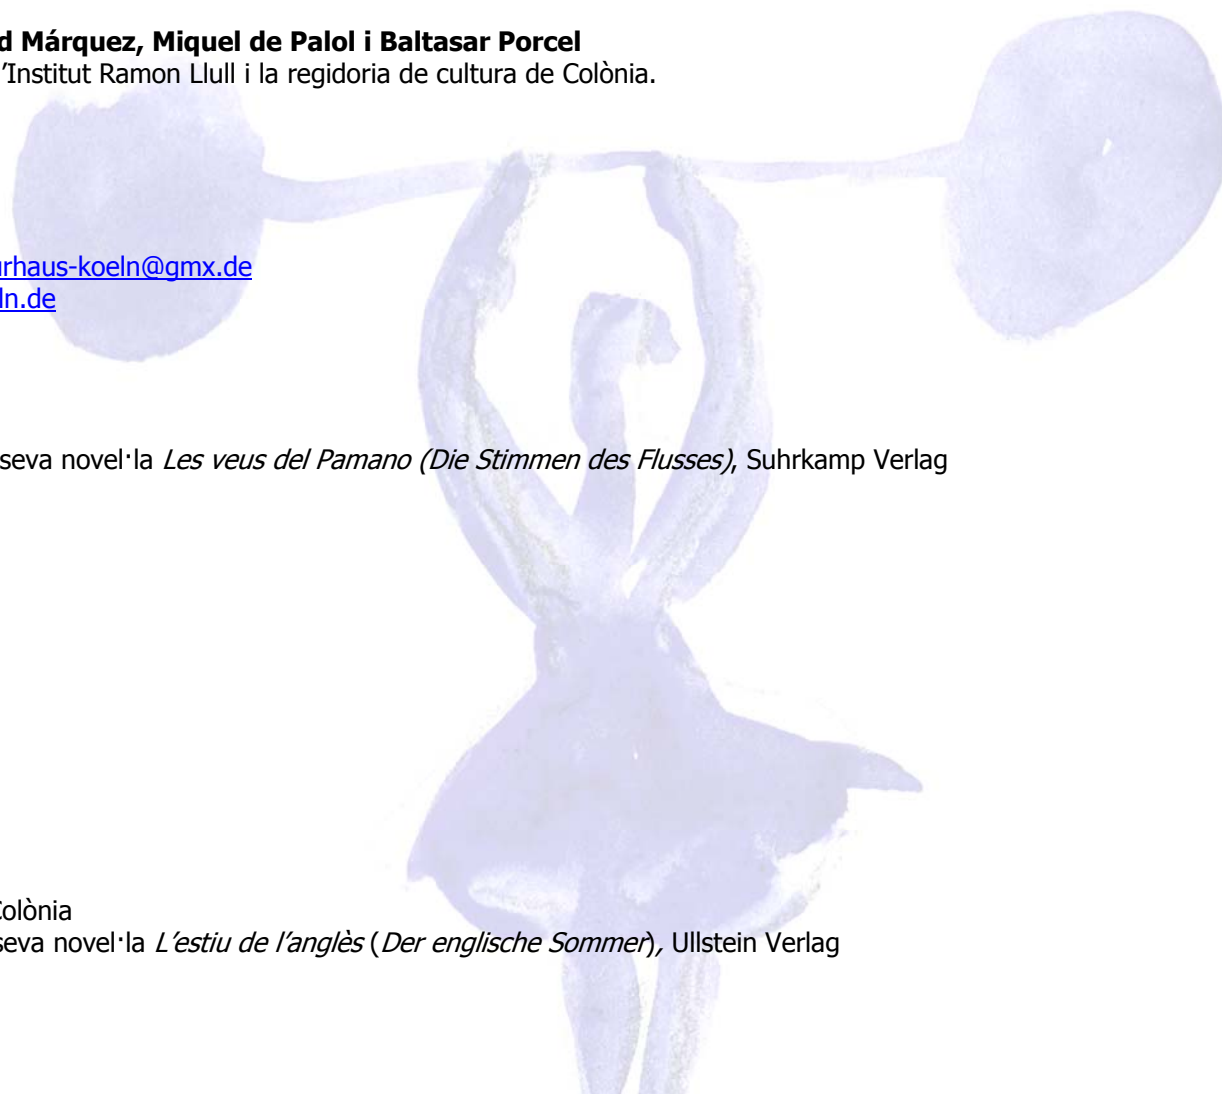 d Márquez, Miquel de Palol i Baltasar Porcel
’Institut Ramon Llull i la regidoria de cultura de Colònia.
urhaus-koeln@gmx.de
ln.de
seva novel·la Les veus del Pamano (Die Stimmen des Flusses), Suhrkamp Verlag
Colònia
seva novel·la L’estiu de l’anglès (Der englische Sommer), Ullstein Verlag